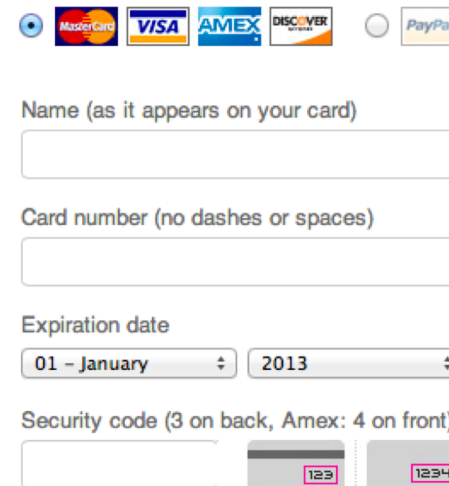 MasterCard VISA AMEX DISCOVER PayPa
Name (as it appears on your card)
Card number (no dashes or spaces)
Expiration date
01 – January 2013
Security code (3 on back, Amex: 4 on front)
123 1234